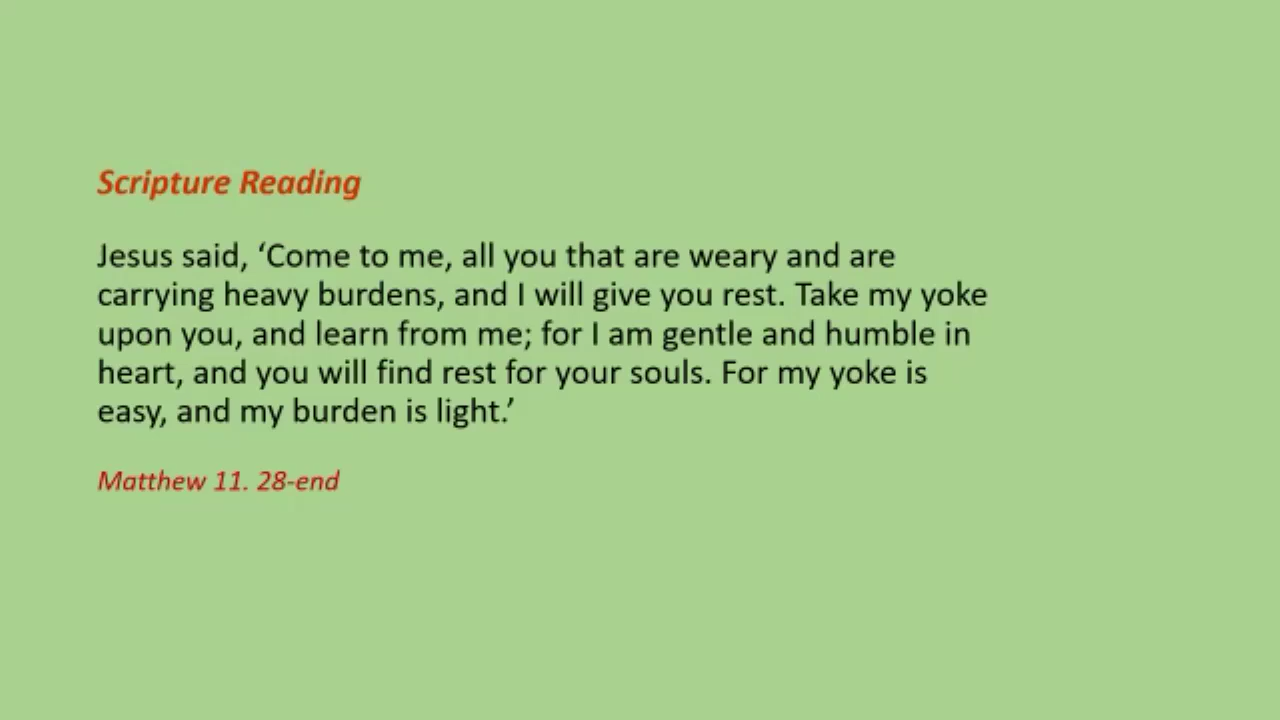 Scripture Reading
Jesus said, ‘Come to me, all you that are weary and are
carrying heavy burdens, and I will give you rest. Take my yoke
upon you, and learn from me; for I am gentle and humble in
heart, and you will find rest for your souls. For my yoke is
easy, and my burden is light.’
Matthew 11. 28-end